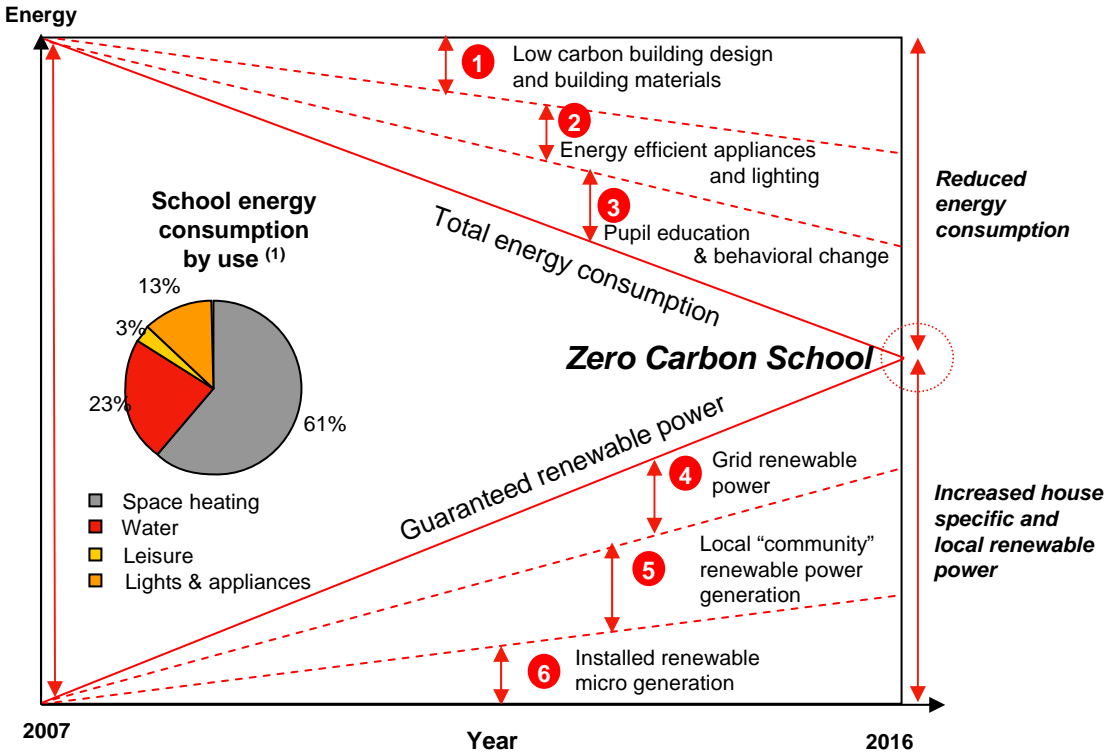 Energy
1
Low carbon building design
and building materials
2
Energy efficient appliances
and lighting
3
Pupil education
& behavioral change
Total energy consumption
Reduced
energy
consumption
School energy
consumption
by use (1)
13%
3%
23%
61%
Space heating
Water
Leisure
Lights & appliances
Zero Carbon School
Guaranteed renewable power
4
Grid renewable
power
5
Local “community”
renewable power
generation
6
Installed renewable
micro generation
Increased house
specific and
local renewable
power
2007
Year
2016